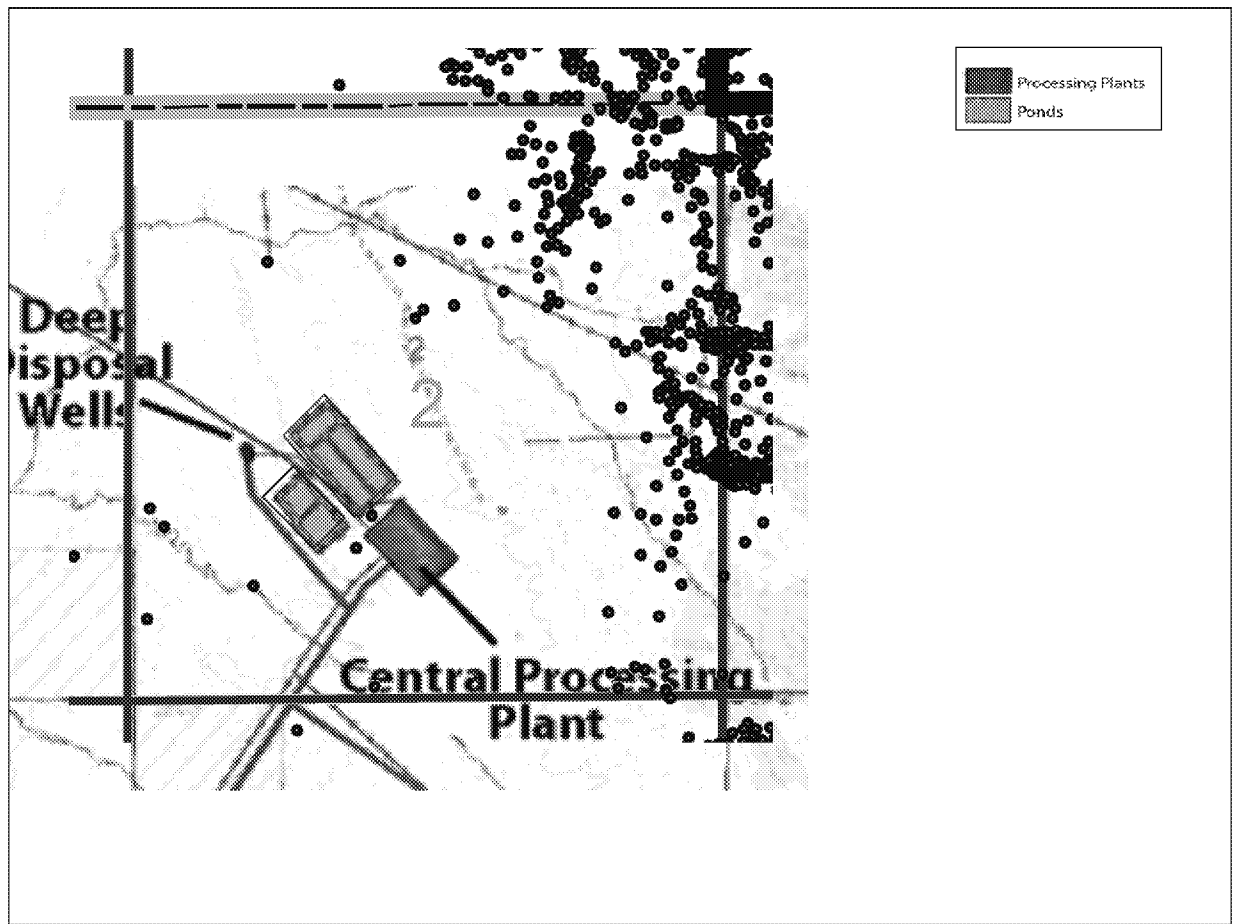 Processing Plants
Ponds
Deep
Disposal
Wells
2
Central Processing
Plant